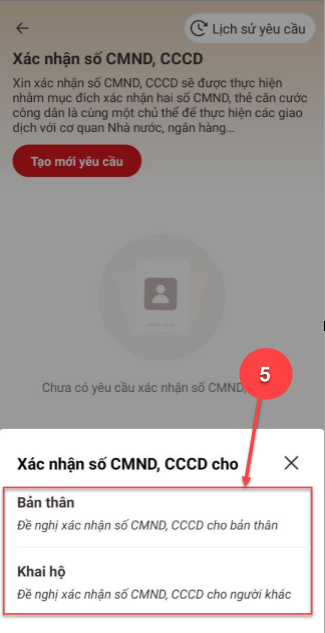 Lịch sử yêu cầu
Xác nhận số CMND, CCCD
Xin xác nhận số CMND, CCCD sẽ được thực hiện
nhằm mục đích xác nhận hai số CMND, thẻ căn cước
công dân là cùng một chủ thể để thực hiện các giao
dịch với cơ quan Nhà nước, ngân hàng...
Tạo mới yêu cầu
Chưa có yêu cầu xác nhận số CMND,
5
Xác nhận số CMND, CCCD cho
Bản thân
Đề nghị xác nhận số CMND, CCCD cho bản thân
Khai hộ
Đề nghị xác nhận số CMND, CCCD cho người khác